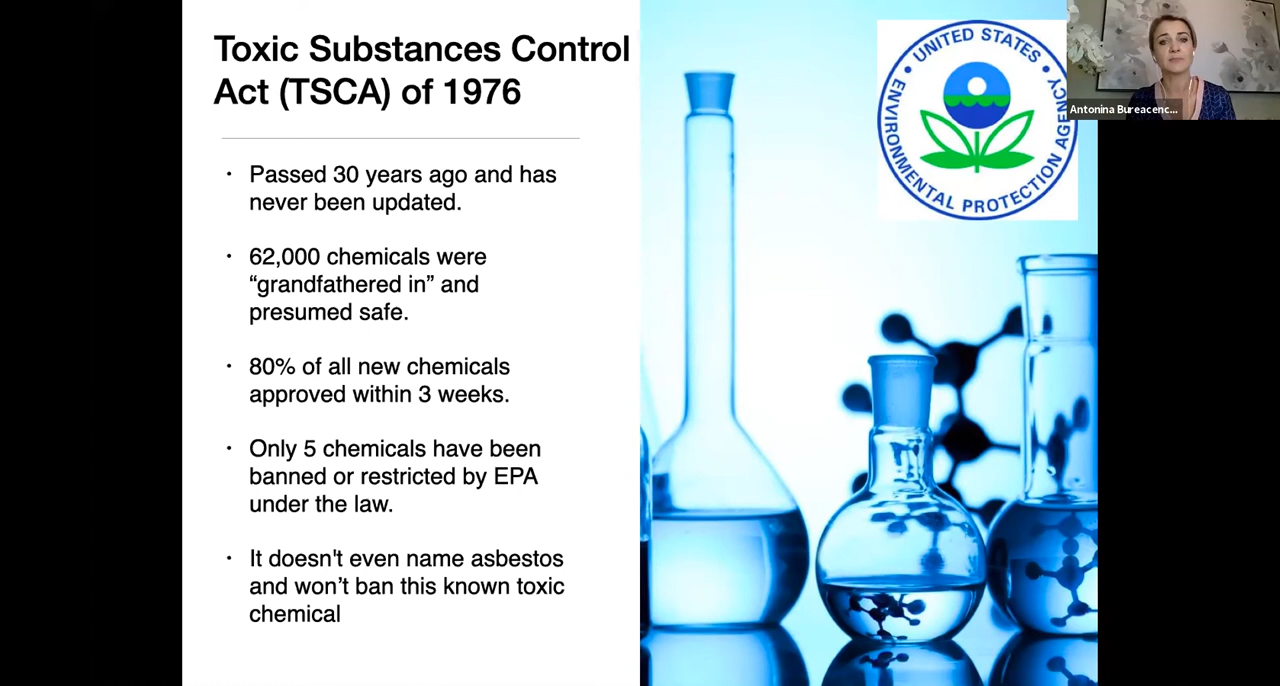 Toxic Substances Control
Act (TSCA) of 1976
• Passed 30 years ago and has
never been updated.
• 62,000 chemicals were
“grandfathered in” and
presumed safe.
• 80% of all new chemicals
approved within 3 weeks.
• Only 5 chemicals have been
banned or restricted by EPA
under the law.
• It doesn't even name asbestos
and won’t ban this known toxic
chemical
• UNITED STATES •
ENVIRONMENTAL PROTECTION AGENCY
Antonina Bureacenc...